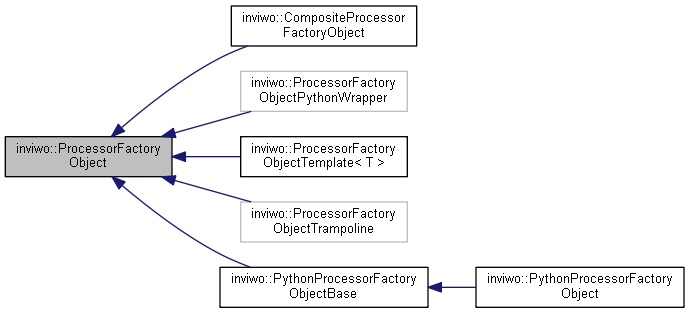 inviwo::CompositeProcessor
FactoryObject
inviwo::ProcessorFactory
ObjectPythonWrapper
inviwo::ProcessorFactory
Object
inviwo::ProcessorFactory
ObjectTemplate< T >
inviwo::ProcessorFactory
ObjectTrampoline
inviwo::PythonProcessorFactory
ObjectBase
inviwo::PythonProcessorFactory
Object